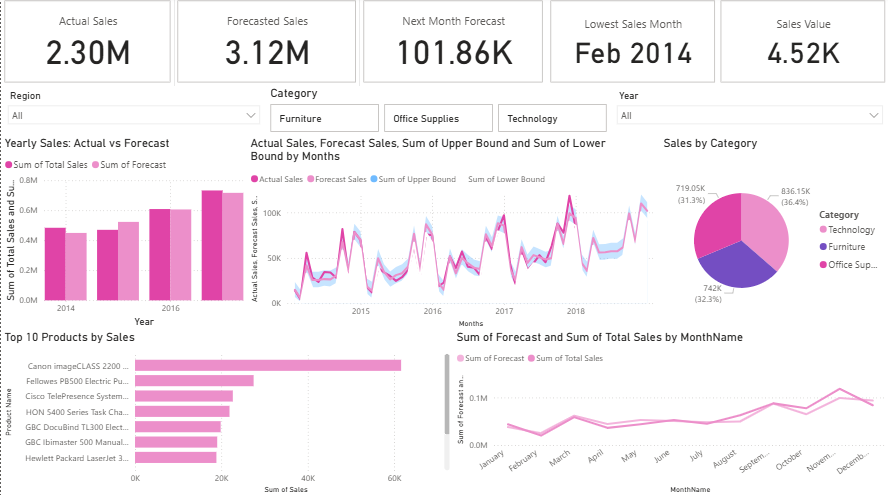 Actual Sales
2.30M
Forecasted Sales
3.12M
Next Month Forecast
101.86K
Lowest Sales Month
Feb 2014
Sales Value
4.52K
Region
All
Category
Furniture
Office Supplies
Technology
Year
All
Yearly Sales: Actual vs Forecast
Sum of Total Sales
Sum of Forecast
Sum of Total Sales and Su...
0.8M
0.6M
0.4M
0.2M
0.0M
2014
2016
Year
Actual Sales, Forecast Sales, Sum of Upper Bound and Sum of Lower
Bound by Months
Actual Sales
Forecast Sales
Sum of Upper Bound
Sum of Lower Bound
Actual Sales, Forecast Sales, S...
100K
50K
0K
2015
2016
2017
2018
Months
Sales by Category
719.05K
(31.3%)
836.15K
(36.4%)
742K
(32.3%)
Category
Technology
Furniture
Office Sup...
Top 10 Products by Sales
Product Name
Canon imageCLASS 2200 ...
Fellowes PB500 Electric Pu...
Cisco TelePresence System...
HON 5400 Series Task Cha...
GBC DocuBind TL300 Elect...
GBC Ibimaster 500 Manual...
Hewlett Packard LaserJet 3...
0K
20K
40K
60K
Sum of Sales
Sum of Forecast and Sum of Total Sales by MonthName
Sum of Forecast
Sum of Total Sales
Sum of Forecast an...
0.1M
0.0M
January
February
March
April
May
June
July
August
Septem...
October
Novem...
Decemb...
MonthName